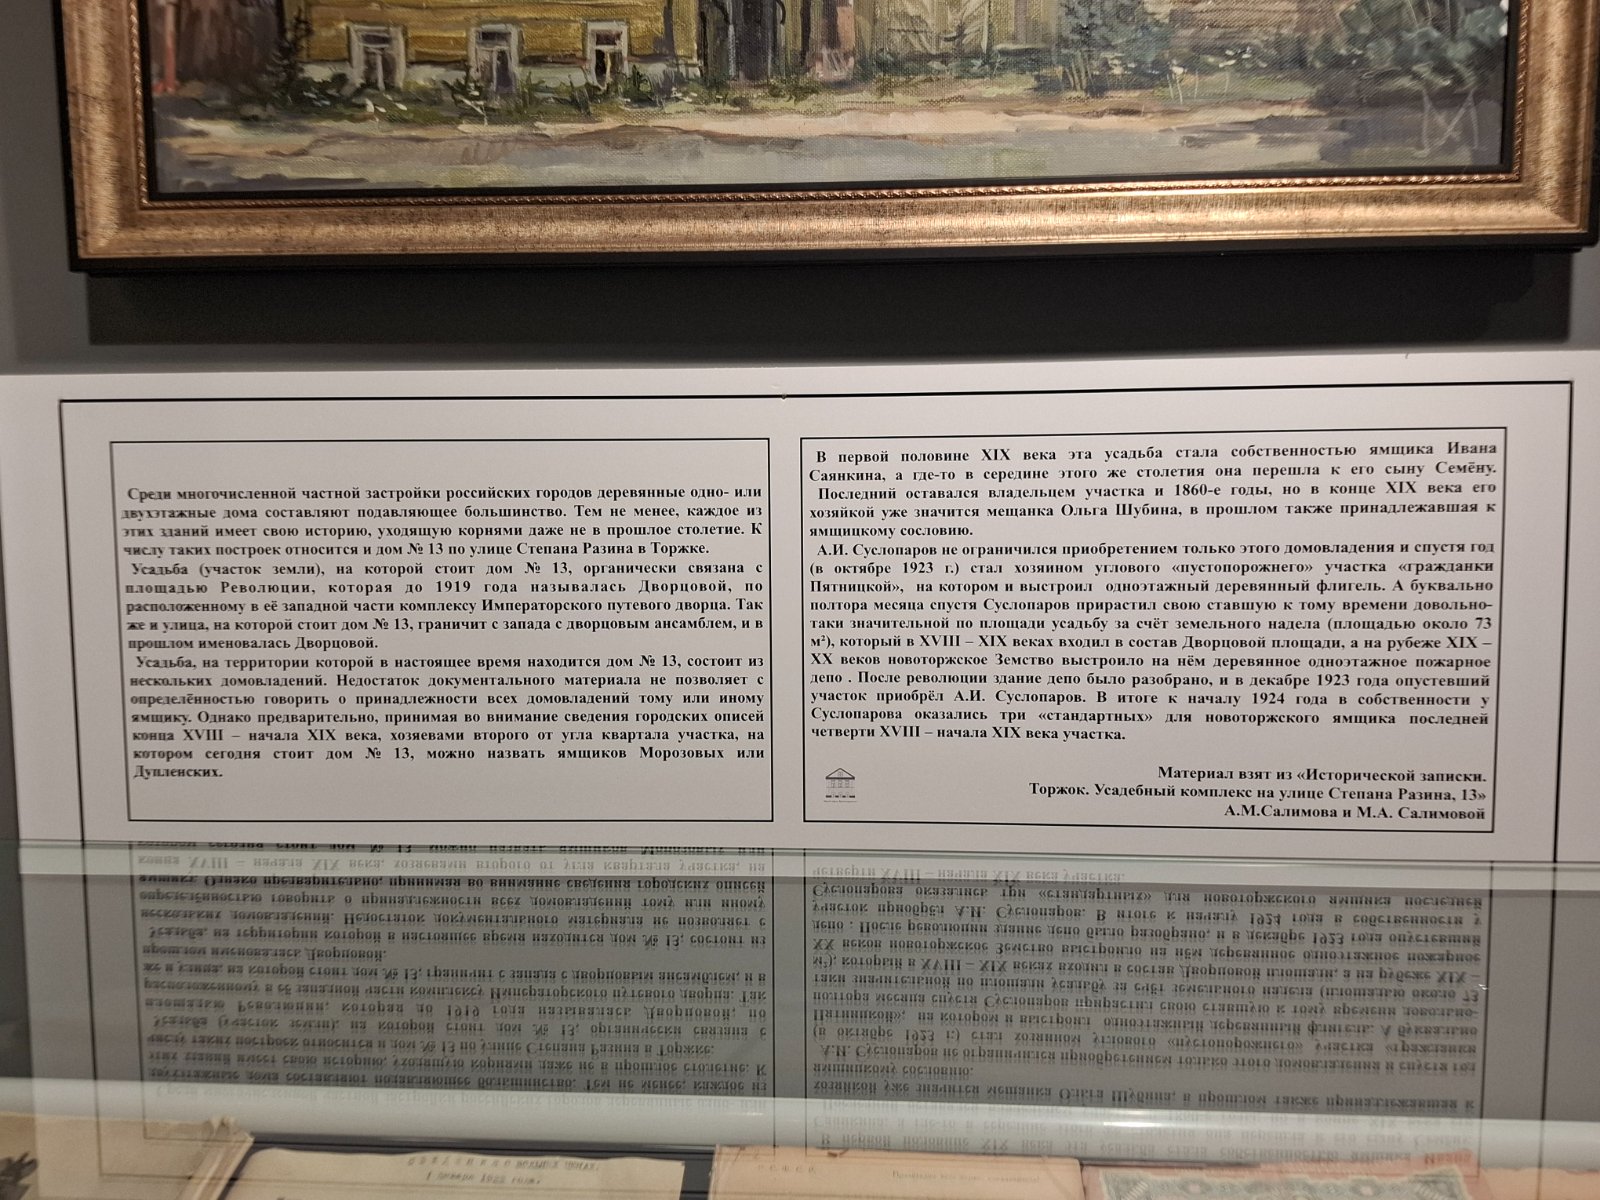 Среди многочисленной частной застройки российских городов деревянные одно- или
двухэтажные дома составляют подавляющее большинство. Тем не менее, каждое из
этих зданий имеет свою историю, уходящую корнями даже не в прошлое столетие. К
числу таких построек относится и дом № 13 по улице Степана Разина в Торжке.
Усадьба (участок земли), на которой стоит дом № 13, органически связана с
площадью Революции, которая до 1919 года называлась Дворцовой, по
расположенному в её западной части комплексу Императорского путевого дворца. Так
же и улица, на которой стоит дом № 13, граничит с запада с дворцовым ансамблем, и в
прошлом именовалась Дворцовой.
Усадьба, на территории которой в настоящее время находится дом № 13, состоит из
нескольких домовладений. Недостаток документального материала не позволяет с
определённостью говорить о принадлежности всех домовладений тому или иному
ямщику. Однако предварительно, принимая во внимание сведения городских описей
конца XVIII – начала XIX века, хозяевами второго от угла квартала участка, на
котором сегодня стоит дом № 13, можно назвать ямщиков Морозовых или
Дупленских.
В первой половине XIX века эта усадьба стала собственностью ямщика Ивана
Саянкина, а где-то в середине этого же столетия она перешла к его сыну Семёну.
Последний оставался владельцем участка и 1860-е годы, но в конце XIX века его
хозяйкой уже значится мещанка Ольга Шубина, в прошлом также принадлежавшая к
ямщицкому сословию.
А.И. Суслопаров не ограничился приобретением только этого домовладения и спустя год
(в октябре 1923 г.) стал хозяином углового «пустопорожнего» участка «гражданки
Пятницкой», на котором и выстроил одноэтажный деревянный флигель. А буквально
полтора месяца спустя Суслопаров прирастил свою ставшую к тому времени довольно-
таки значительной по площади усадьбу за счёт земельного надела (площадью около 73
м²), который в XVIII – XIX веках входил в состав Дворцовой площади, а на рубеже XIX –
XX веков новоторжское Земство выстроило на нём деревянное одноэтажное пожарное
депо . После революции здание депо было разобрано, и в декабре 1923 года опустевший
участок приобрёл А.И. Суслопаров. В итоге к началу 1924 года в собственности у
Суслопарова оказались три «стандартных» для новоторжского ямщика последней
четверти XVIII – начала XIX века участка.
Материал взят из «Исторической записки.
Торжок. Усадебный комплекс на улице Степана Разина, 13»
А.М.Салимова и М.А. Салимовой